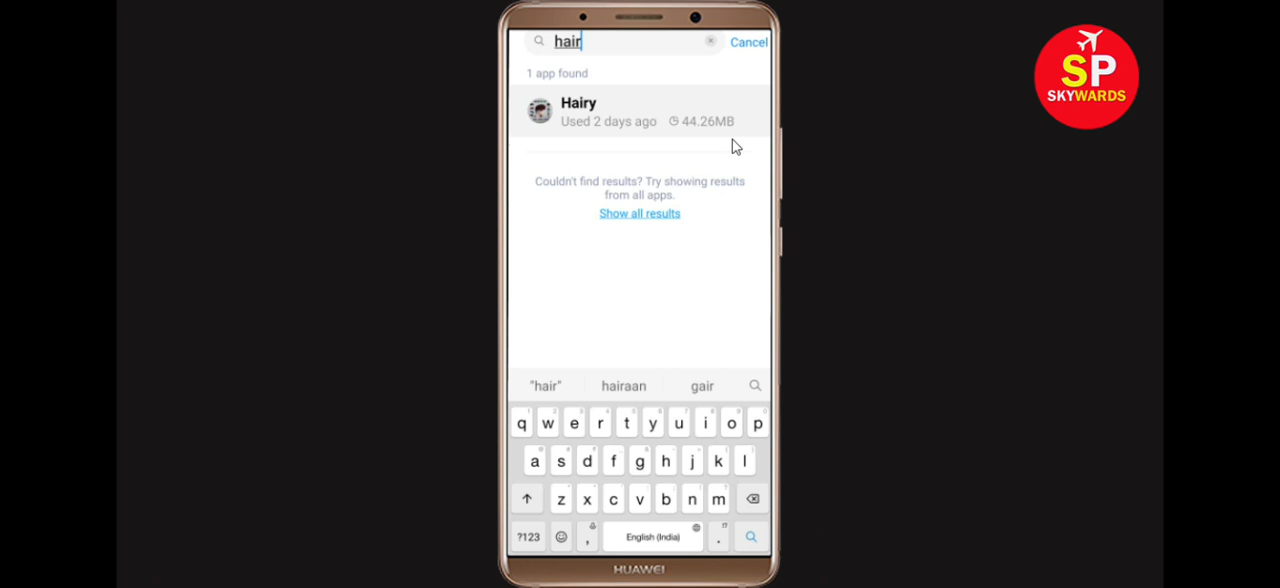 hair
Cancel
1 app found
Hairy
Used 2 days ago 44.26MB
Couldn't find results? Try showing results
from all apps.
Show all results
"hair" hairaan gair
q w e r t y u i o p
a s d f g h j k l
z x c v b n m
?123 , English (India) .
HUAWEI
SP
SKYWARDS